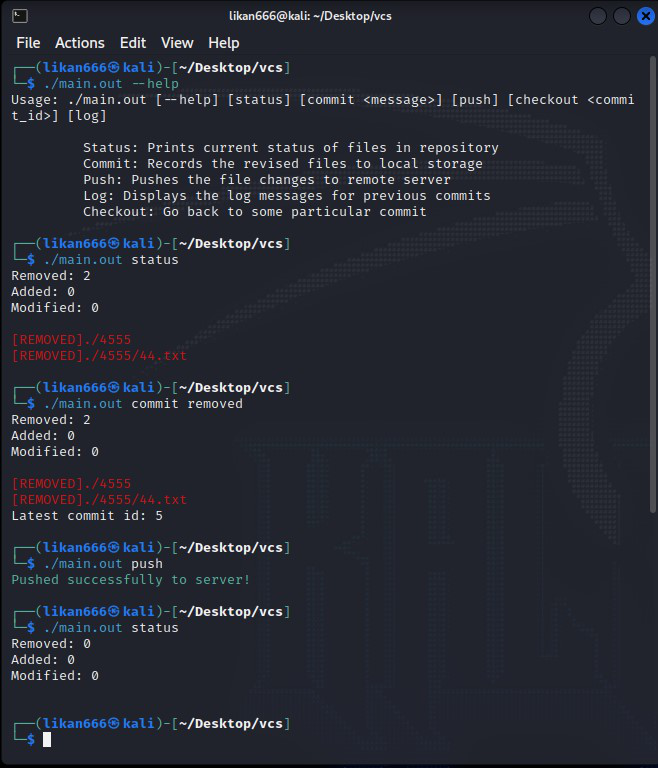 likan666@kali: ~/Desktop/vcs
File Actions Edit View Help
┌──(likan666㉿kali)-[~/Desktop/vcs]
└─$ ./main.out --help
Usage: ./main.out [--help] [status] [commit <message>] [push] [checkout <commi
t_id>] [log]
Status: Prints current status of files in repository
Commit: Records the revised files to local storage
Push: Pushes the file changes to remote server
Log: Displays the log messages for previous commits
Checkout: Go back to some particular commit
┌──(likan666㉿kali)-[~/Desktop/vcs]
└─$ ./main.out status
Removed: 2
Added: 0
Modified: 0
[REMOVED]./4555
[REMOVED]./4555/44.txt
┌──(likan666㉿kali)-[~/Desktop/vcs]
└─$ ./main.out commit removed
Removed: 2
Added: 0
Modified: 0
[REMOVED]./4555
[REMOVED]./4555/44.txt
Latest commit id: 5
┌──(likan666㉿kali)-[~/Desktop/vcs]
└─$ ./main.out push
Pushed successfully to server!
┌──(likan666㉿kali)-[~/Desktop/vcs]
└─$ ./main.out status
Removed: 0
Added: 0
Modified: 0
┌──(likan666㉿kali)-[~/Desktop/vcs]
└─$